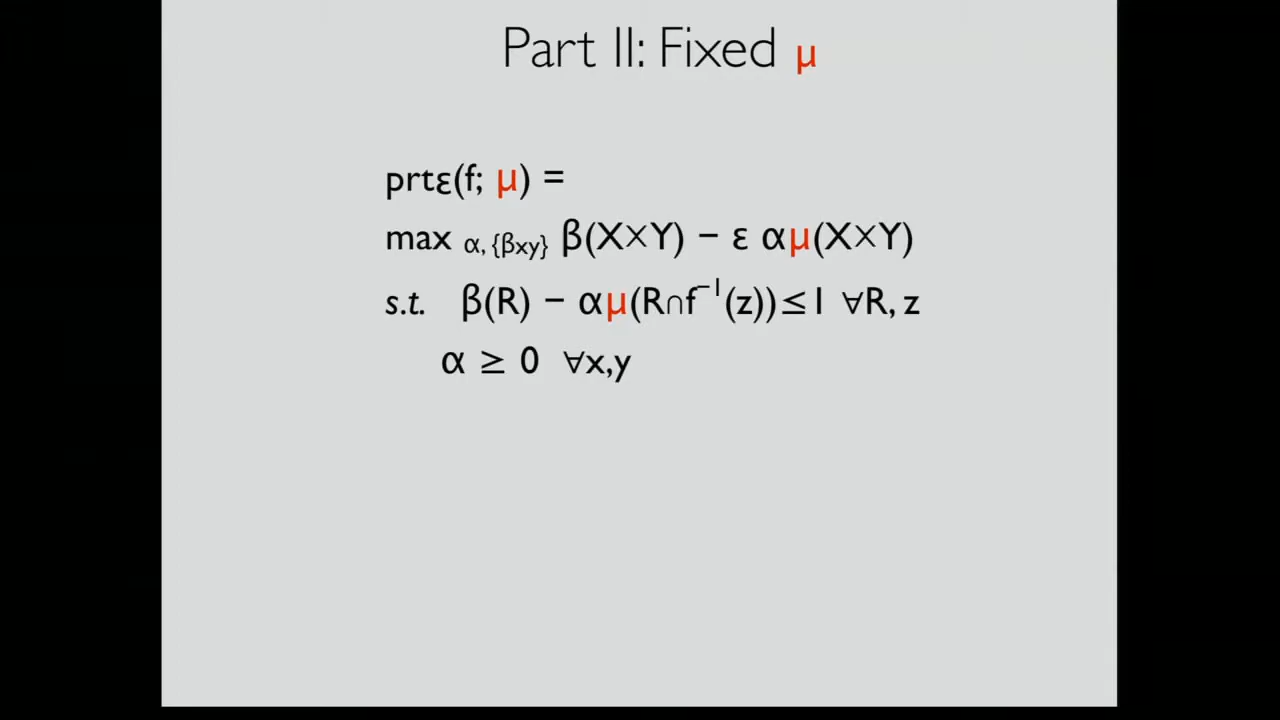 Part II: Fixed μ
prtε(f; μ) =
max α, {βxy} β(X×Y) − ε αμ(X×Y)
s.t. β(R) − αμ(R∩f⁻¹(z))≤1 ∀R, z
α ≥ 0 ∀x,y